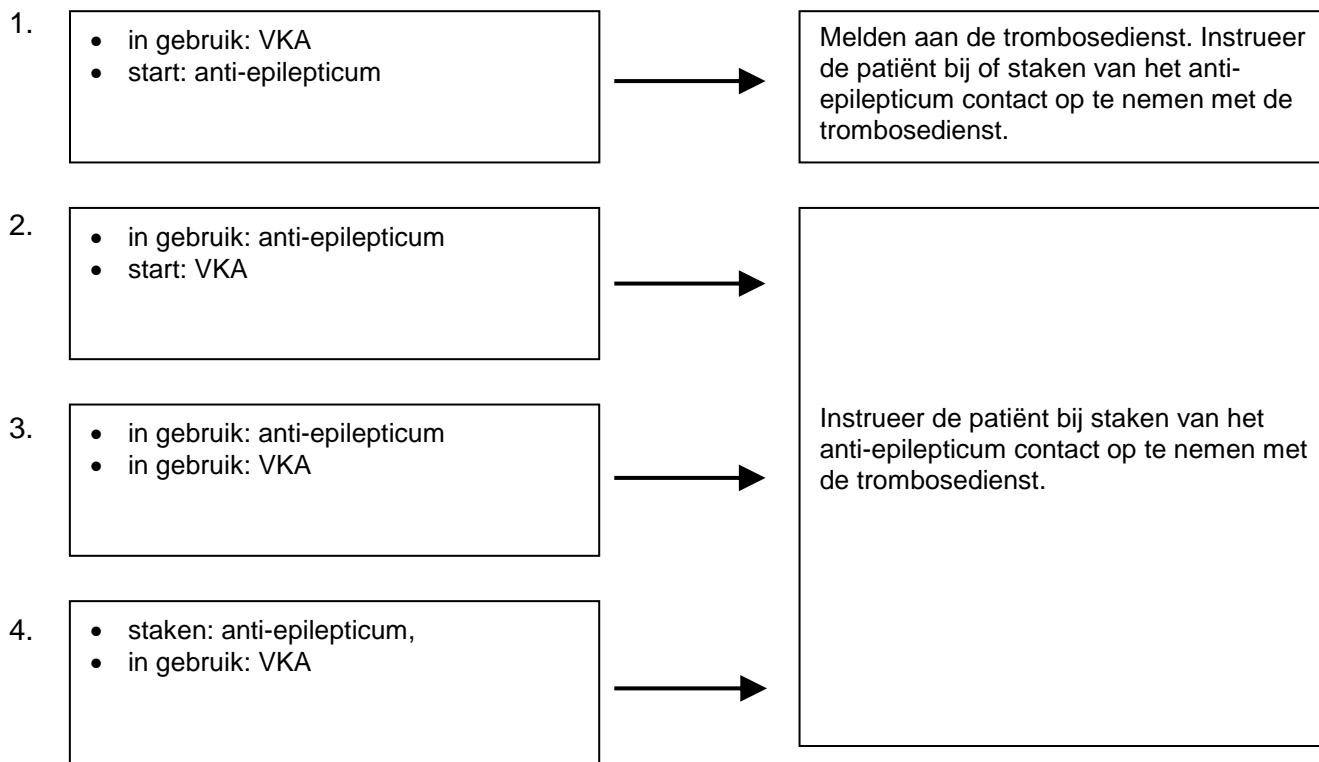 1.
• in gebruik: VKA
• start: anti-epilepticum
Melden aan de trombosedienst. Instrueer
de patiënt bij of staken van het anti-
epilepticum contact op te nemen met de
trombosedienst.
2.
• in gebruik: anti-epilepticum
• start: VKA
3.
• in gebruik: anti-epilepticum
• in gebruik: VKA
Instrueer de patiënt bij staken van het
anti-epilepticum contact op te nemen met
de trombosedienst.
4.
• staken: anti-epilepticum,
• in gebruik: VKA